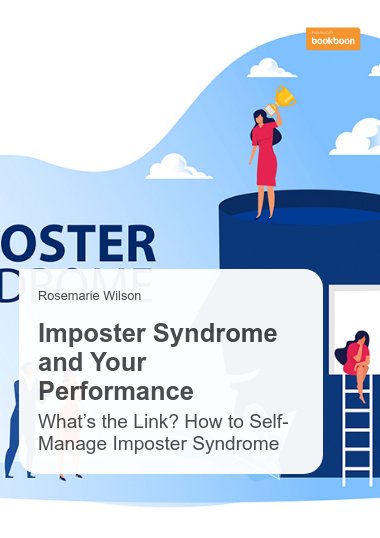 bookboon
OSTER
DROME
Rosemarie Wilson
Imposter Syndrome
and Your
Performance
What's the Link? How to Self-
Manage Imposter Syndrome